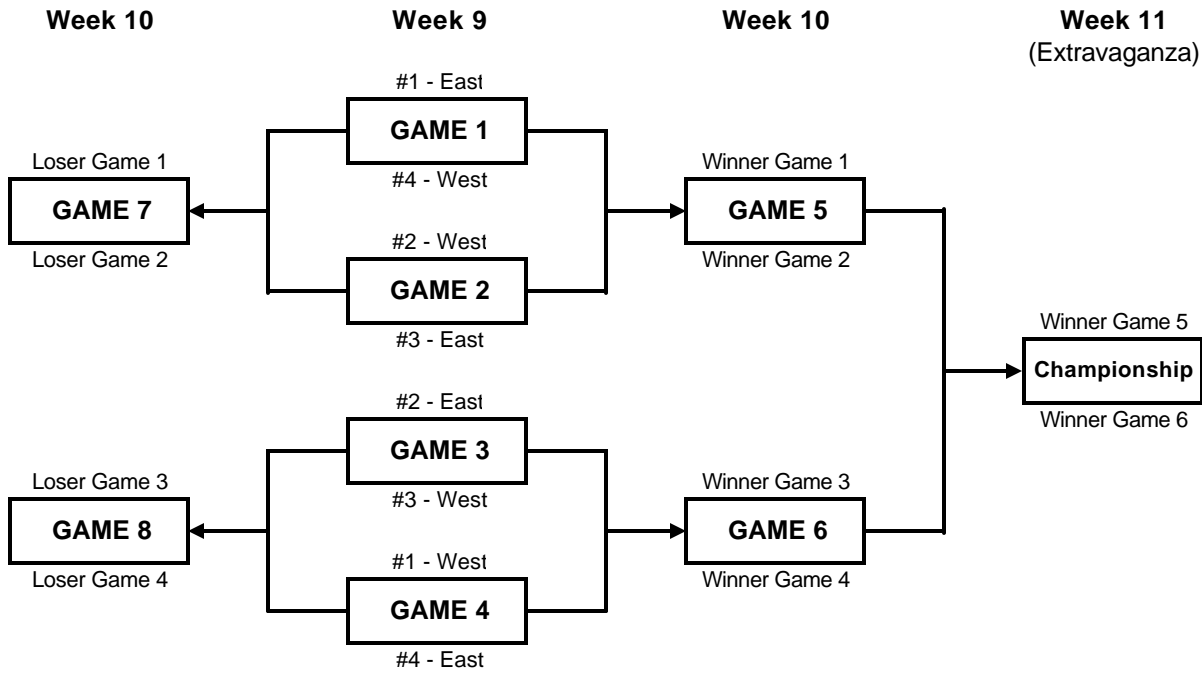 Week 10
Week 9
Week 10
Week 11
(Extravaganza)
#1 - East
GAME 1
#4 - West
Loser Game 1
GAME 7
Loser Game 2
Winner Game 1
GAME 5
Winner Game 2
#2 - West
GAME 2
#3 - East
Winner Game 5
Championship
Winner Game 6
#2 - East
GAME 3
#3 - West
Loser Game 3
GAME 8
Loser Game 4
Winner Game 3
GAME 6
Winner Game 4
#1 - West
GAME 4
#4 - East